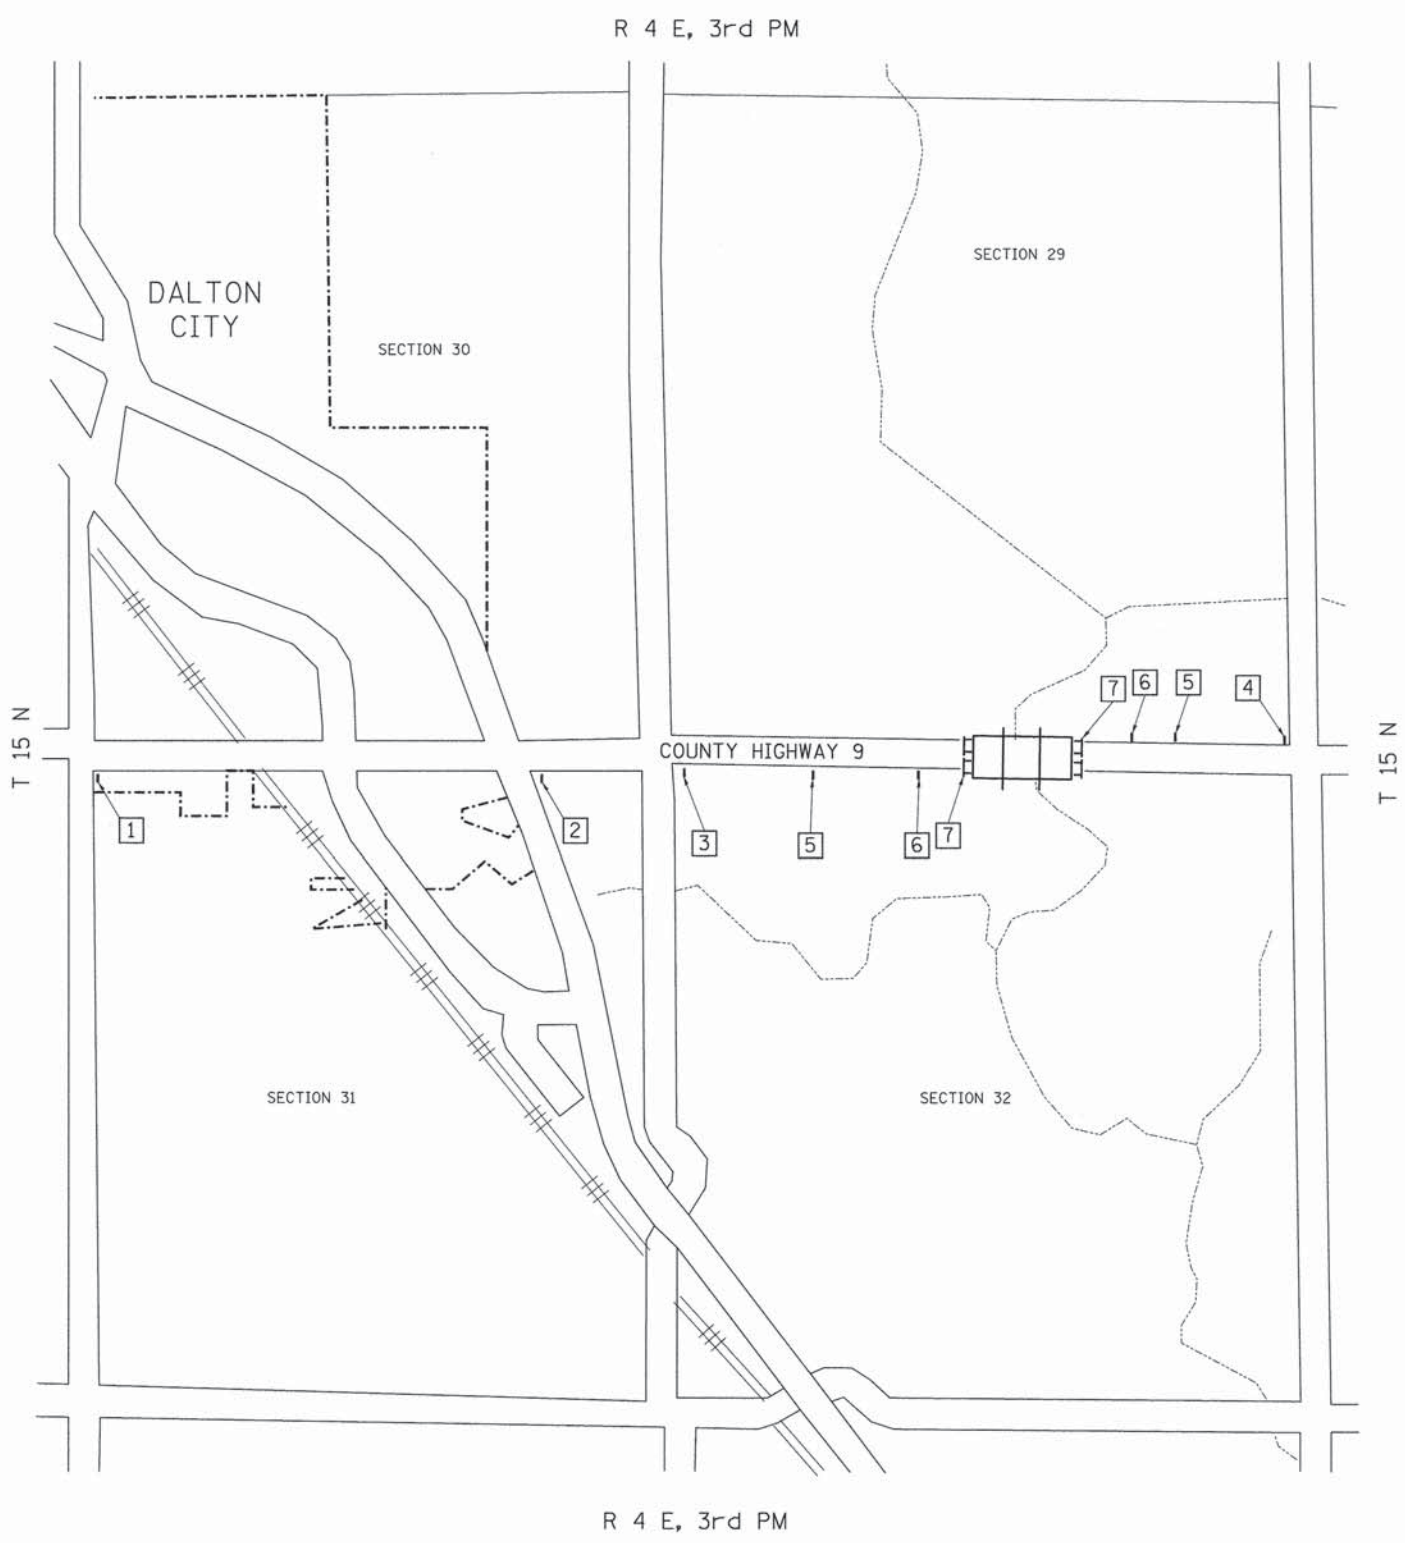 R 4 E, 3rd PM
SECTION 29
DALTON
CITY
SECTION 30
7
6
5
4
T 15 N
COUNTY HIGHWAY 9
T 15 N
1
2
3
5
6
7
SECTION 31
SECTION 32
R 4 E, 3rd PM